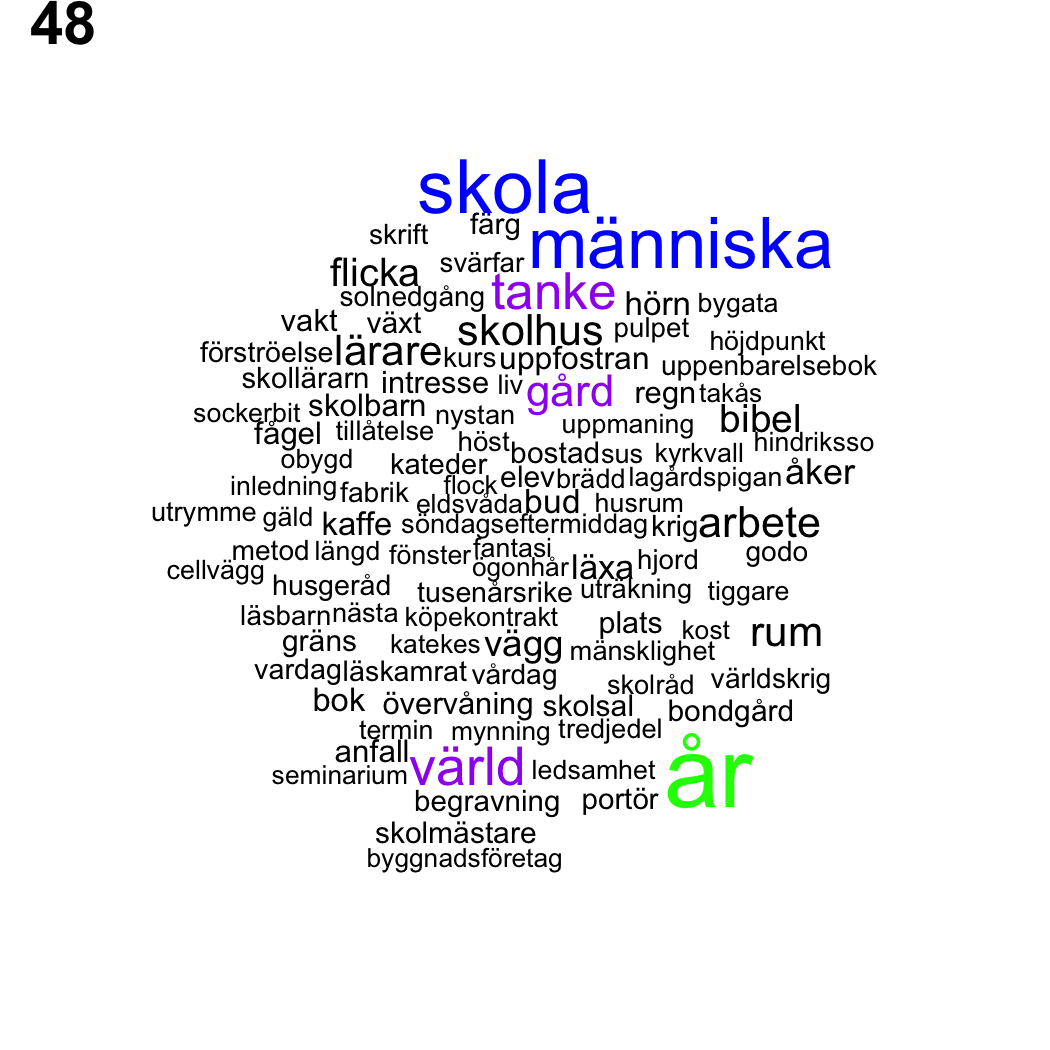 48
skola
skrift färg
människa
flicka svärfar
solnedgång tanke hörn bygata
vakt växt skolhus pulpet höjdpunkt
förströelse lärare kurs uppfostran uppenbarelsebok
skollärarn intresse liv gård regn takås
sockerbit skolbarn nystan uppmaning bibel
fågel tillåtelse höst bostad sus kyrkvall hindriksso
obygd kateder flock elev brädd lagårdspigan åker
inledning fabrik eldsvåda bud husrum
utrymme gäld kaffe söndagseftermiddag krig arbete
metod längd fönster fantasi hjord godo
cellvägg ögonhår läxa
husgeråd tusenårsrike uträkning tiggare
läsbarn nästa köpekontrakt plats kost rum
gräns katekes vägg mänsklighet
vardag läskamrat vårdag skolråd världskrig
bok övervåning skolsal bondgård
termin mynning tredjedel
anfall värld ledsamhet år
seminarium
begravning portör
skolmästare
byggnadsföretag